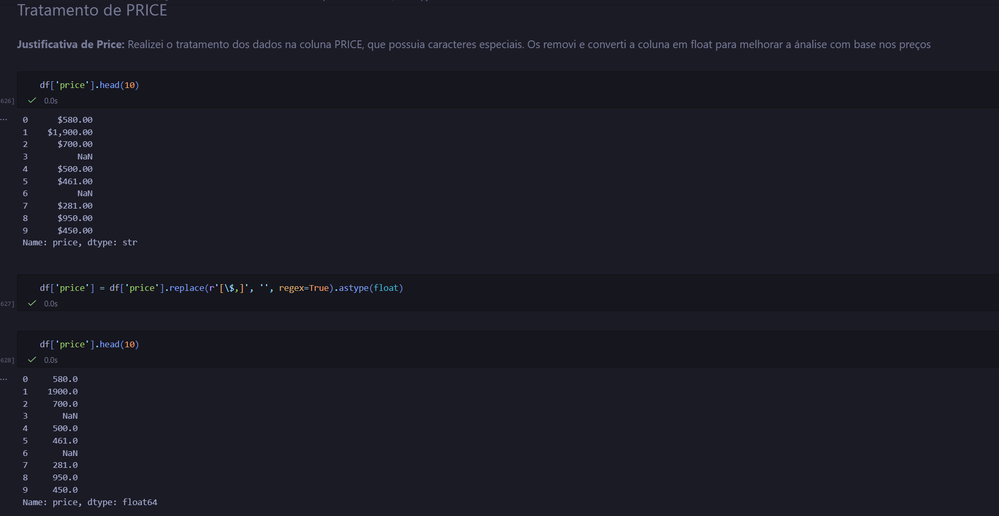 Tratamento de PRICE
Justificativa de Price: Realizei o tratamento dos dados na coluna PRICE, que possuia caracteres especiais. Os removi e converti a coluna em float para melhorar a ánalise com base nos preços
df['price'].head(10)
626] 0.0s
...
0 $580.00
1 $1,900.00
2 $700.00
3 NaN
4 $500.00
5 $461.00
6 NaN
7 $281.00
8 $950.00
9 $450.00
Name: price, dtype: str
df['price'] = df['price'].replace(r'[\$,]', '', regex=True).astype(float)
627] 0.0s
df['price'].head(10)
628] 0.0s
...
0 580.0
1 1900.0
2 700.0
3 NaN
4 500.0
5 461.0
6 NaN
7 281.0
8 950.0
9 450.0
Name: price, dtype: float64